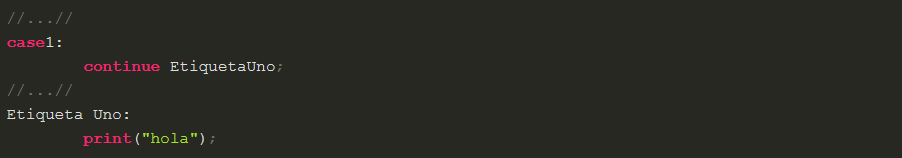 //...//
case1:
continue EtiquetaUno;
//...//
Etiqueta Uno:
print("hola");